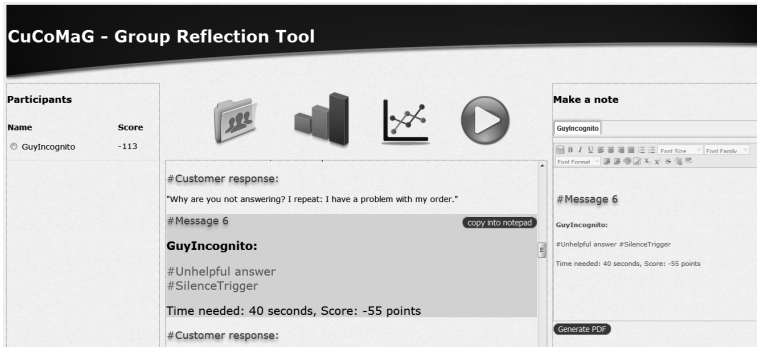 CuCoMaG - Group Reflection Tool
Participants
Name Score
GuyIncognito -113
#Customer response:
"Why are you not answering? I repeat: I have a problem with my order."
#Message 6
copy into notepad
GuyIncognito:
#Unhelpful answer
#SilenceTrigger
Time needed: 40 seconds, Score: -55 points
#Customer response:
Make a note
GuyIncognito
B I U
Font Size Font Family
Font Format
#Message 6
GuyIncognito:
#Unhelpful answer #SilenceTrigger
Time needed: 40 seconds, Score: -55 points
Generate PDF